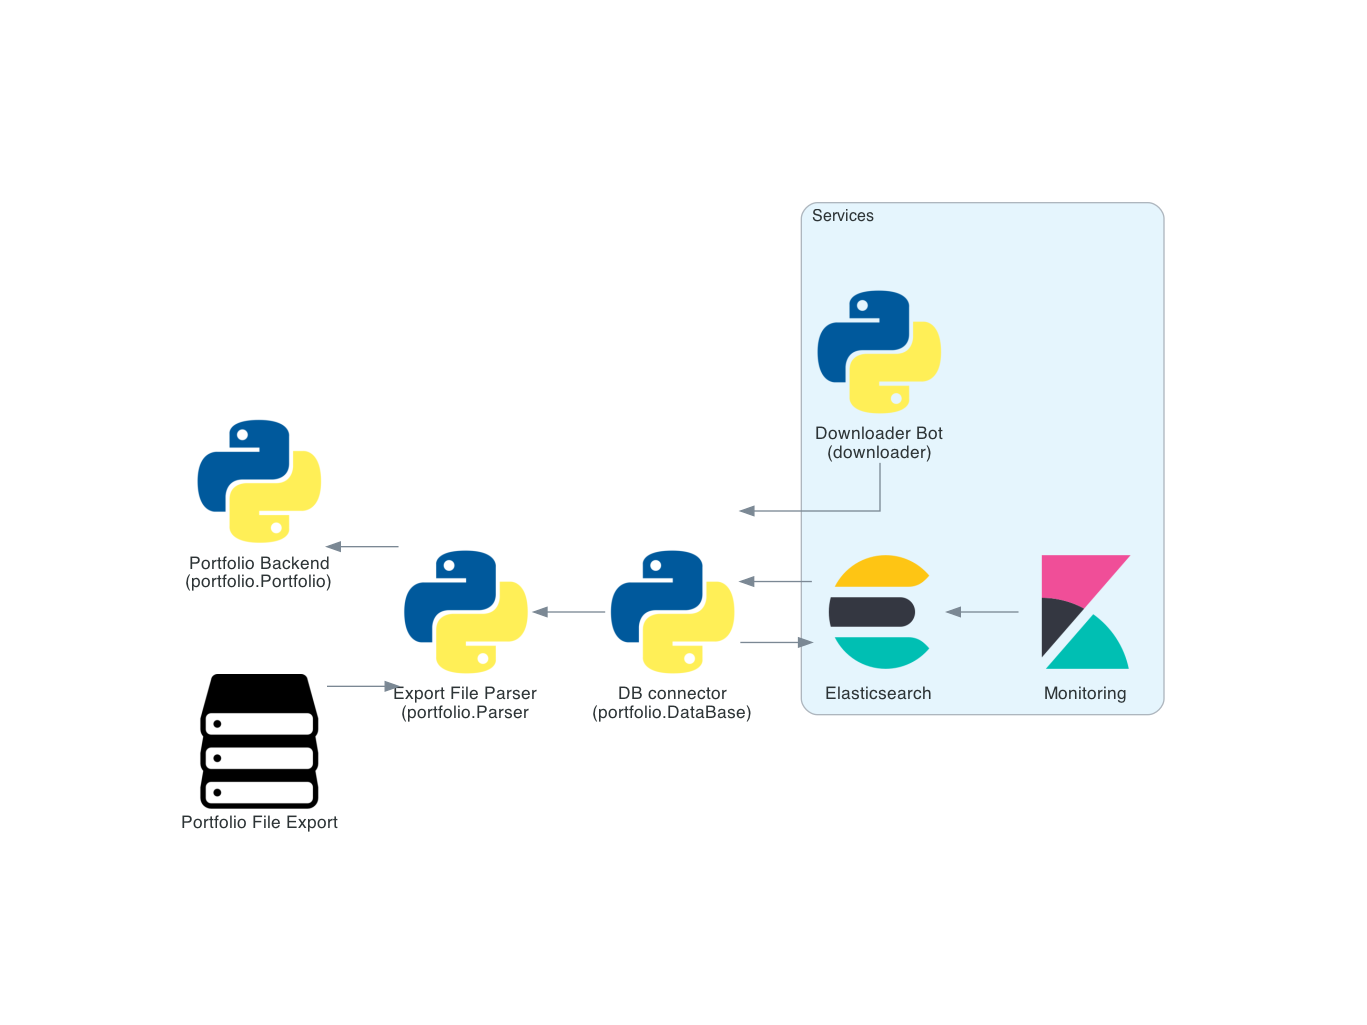 Services
Downloader Bot
(downloader)
Portfolio Backend
(portfolio.Portfolio)
Export File Parser
(portfolio.Parser
DB connector
(portfolio.DataBase)
Elasticsearch
Monitoring
Portfolio File Export